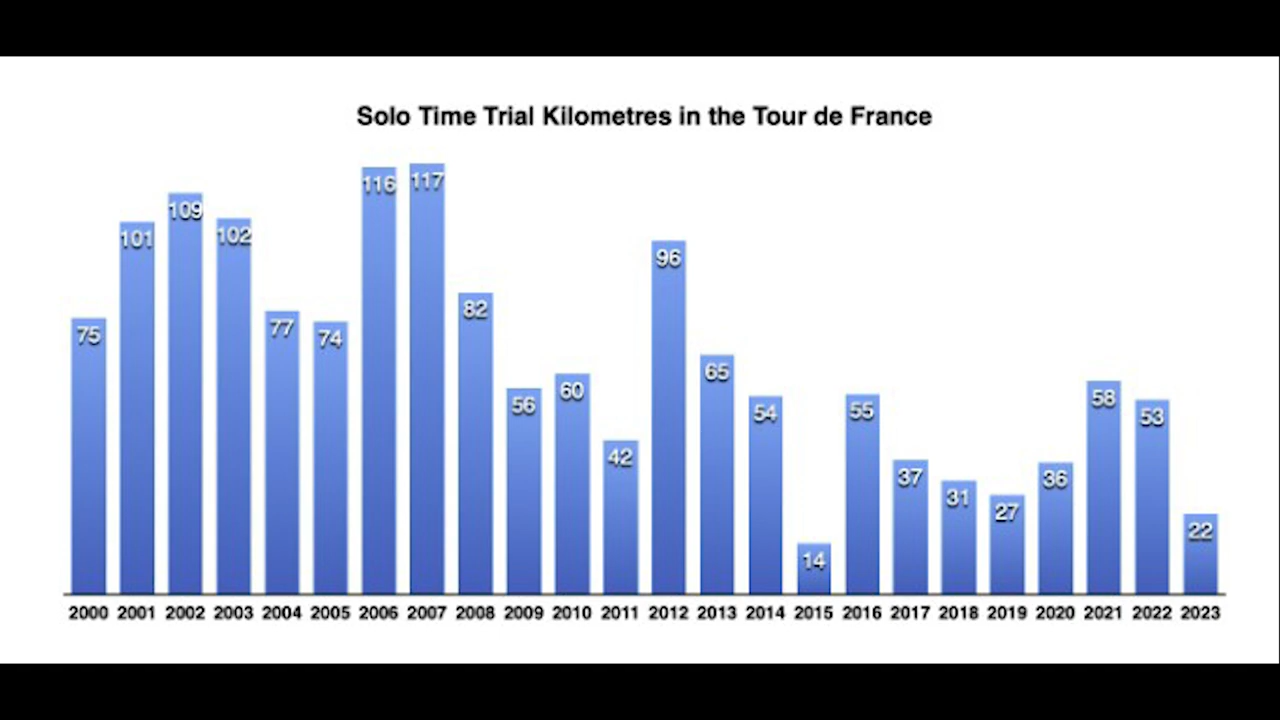 Solo Time Trial Kilometres in the Tour de France
75 101 109 102 77 74 116 117 82 56 60 42 96 65 54 14 55 37 31 27 36 58 53 22
2000 2001 2002 2003 2004 2005 2006 2007 2008 2009 2010 2011 2012 2013 2014 2015 2016 2017 2018 2019 2020 2021 2022 2023